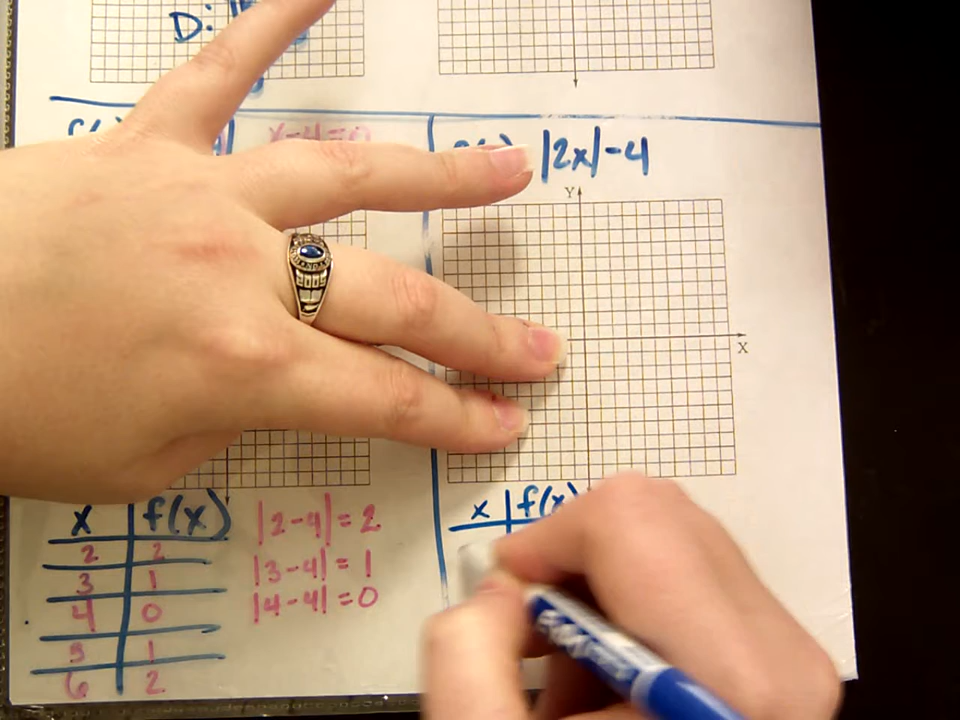 D:
x-4=0
|2x|-4
Y
X
x f(x)
2 2
3 1
4 0
5 1
6 2
|2-4|=2
|3-4|=1
|4-4|=0
x f(x)
EXPO